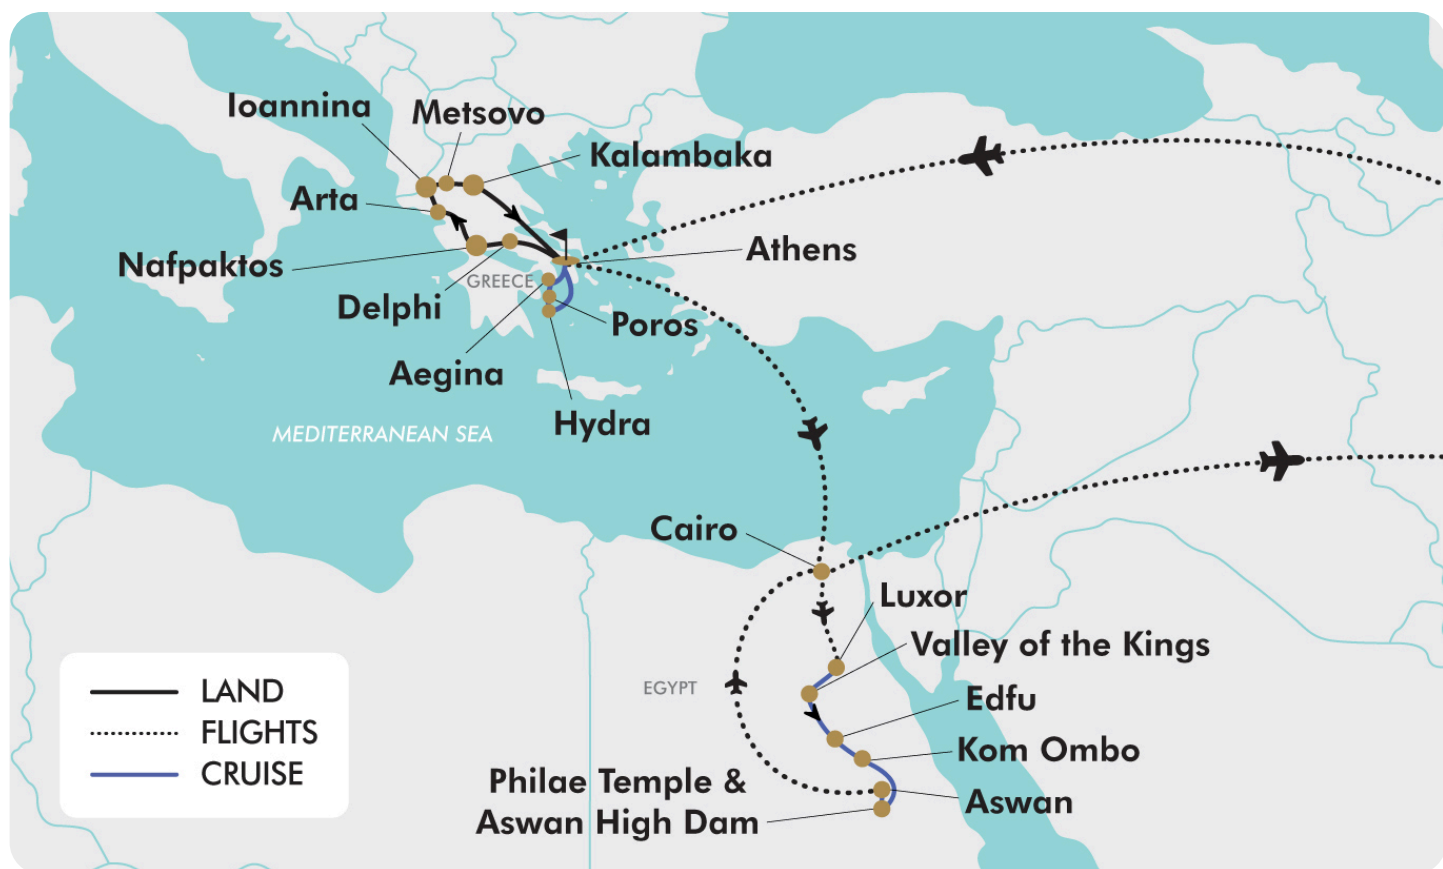 Ioannina
Metsovo
Kalambaka
Arta
Athens
Nafpaktos
GREECE
Delphi
Poros
Aegina
Hydra
MEDITERRANEAN SEA
Cairo
Luxor
Valley of the Kings
EGYPT
Edfu
Kom Ombo
Philae Temple &
Aswan High Dam
Aswan
LAND
FLIGHTS
CRUISE